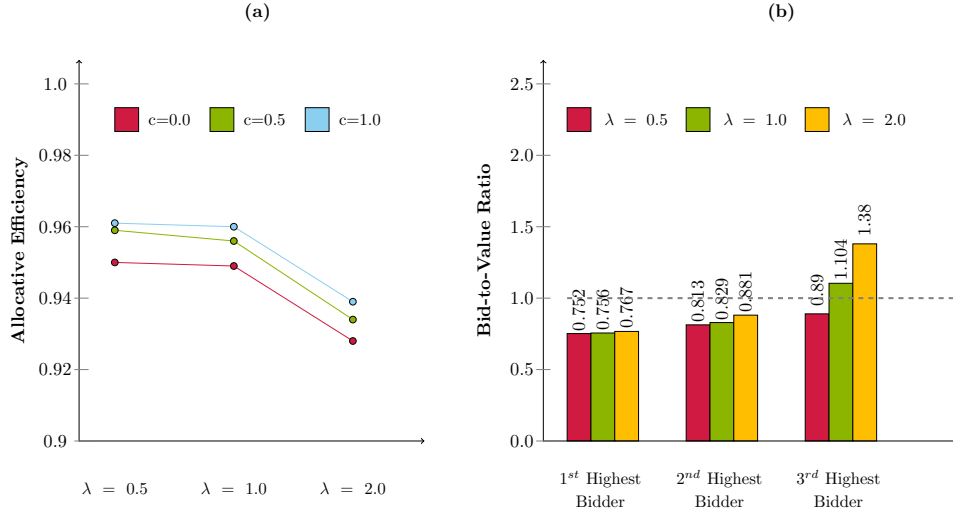 (a)
Allocative Efficiency
1.0
0.98
0.96
0.94
0.92
0.9
c=0.0
c=0.5
c=1.0
λ = 0.5
λ = 1.0
λ = 2.0
(b)
Bid-to-Value Ratio
2.5
2.0
1.5
1.0
0.5
0.0
λ = 0.5
λ = 1.0
λ = 2.0
0.752
0.756
0.767
0.813
0.829
0.881
0.89
1.104
1.38
1st Highest
Bidder
2nd Highest
Bidder
3rd Highest
Bidder